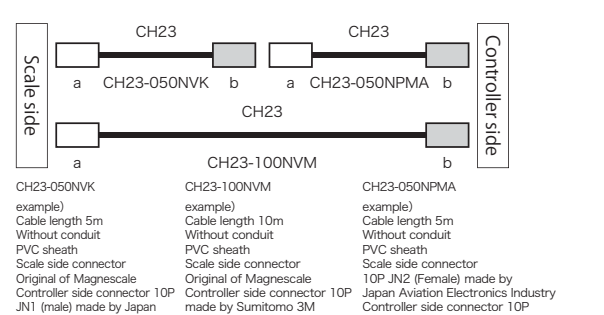 CH23
CH23
Scale side
Controller side
a
CH23-050NVK
b
a
CH23-050NPMA
b
CH23
a
CH23-100NVM
b
CH23-050NVK
example)
Cable length 5m
Without conduit
PVC sheath
Scale side connector
Original of Magnescale
Controller side connector 10P
JN1 (male) made by Japan
CH23-100NVM
example)
Cable length 10m
Without conduit
PVC sheath
Scale side connector
Original of Magnescale
Controller side connector 10P
made by Sumitomo 3M
CH23-050NPMA
example)
Cable length 5m
Without conduit
PVC sheath
Scale side connector
10P JN2 (Female) made by
Japan Aviation Electronics Industry
Controller side connector 10P